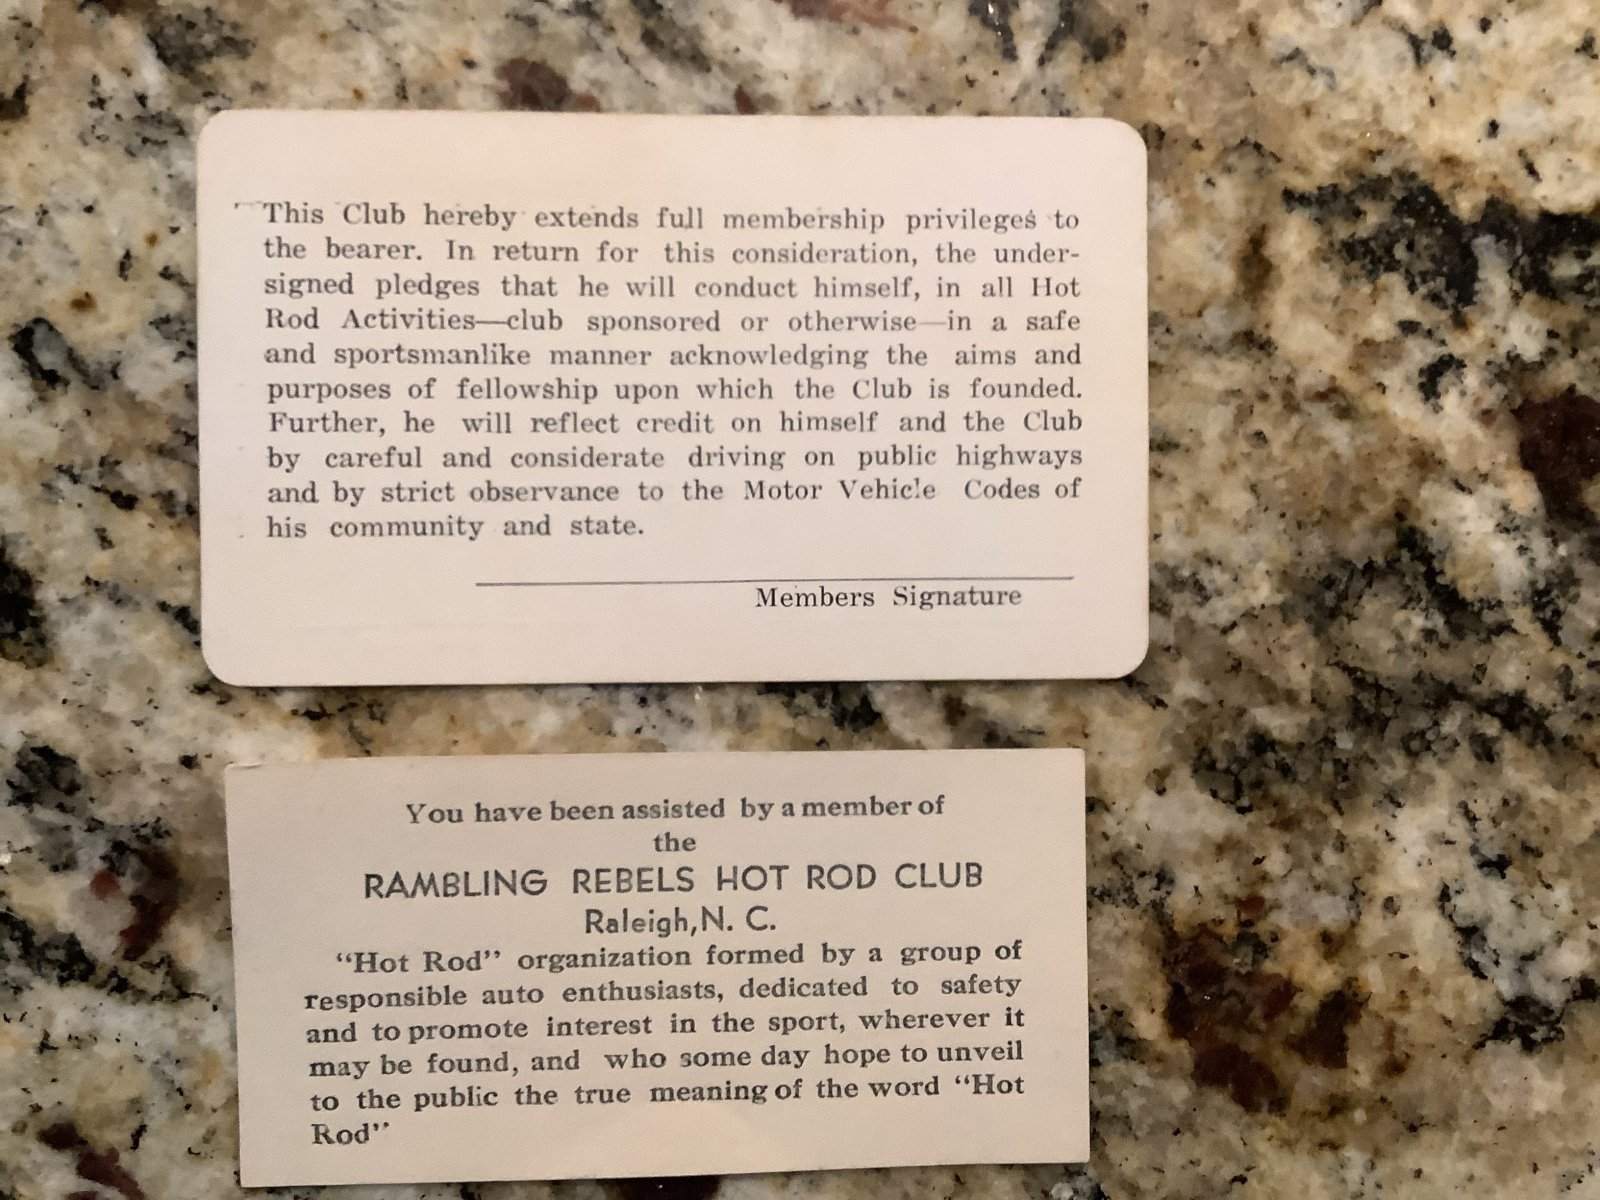 This Club hereby extends full membership privileges to
the bearer. In return for this consideration, the under-
signed pledges that he will conduct himself, in all Hot
Rod Activities—club sponsored or otherwise—in a safe
and sportsmanlike manner acknowledging the aims and
purposes of fellowship upon which the Club is founded.
Further, he will reflect credit on himself and the Club
by careful and considerate driving on public highways
and by strict observance to the Motor Vehicle Codes of
his community and state.
Members Signature
You have been assisted by a member of
the
RAMBLING REBELS HOT ROD CLUB
Raleigh, N. C.
“Hot Rod” organization formed by a group of
responsible auto enthusiasts, dedicated to safety
and to promote interest in the sport, wherever it
may be found, and who some day hope to unveil
to the public the true meaning of the word “Hot
Rod”